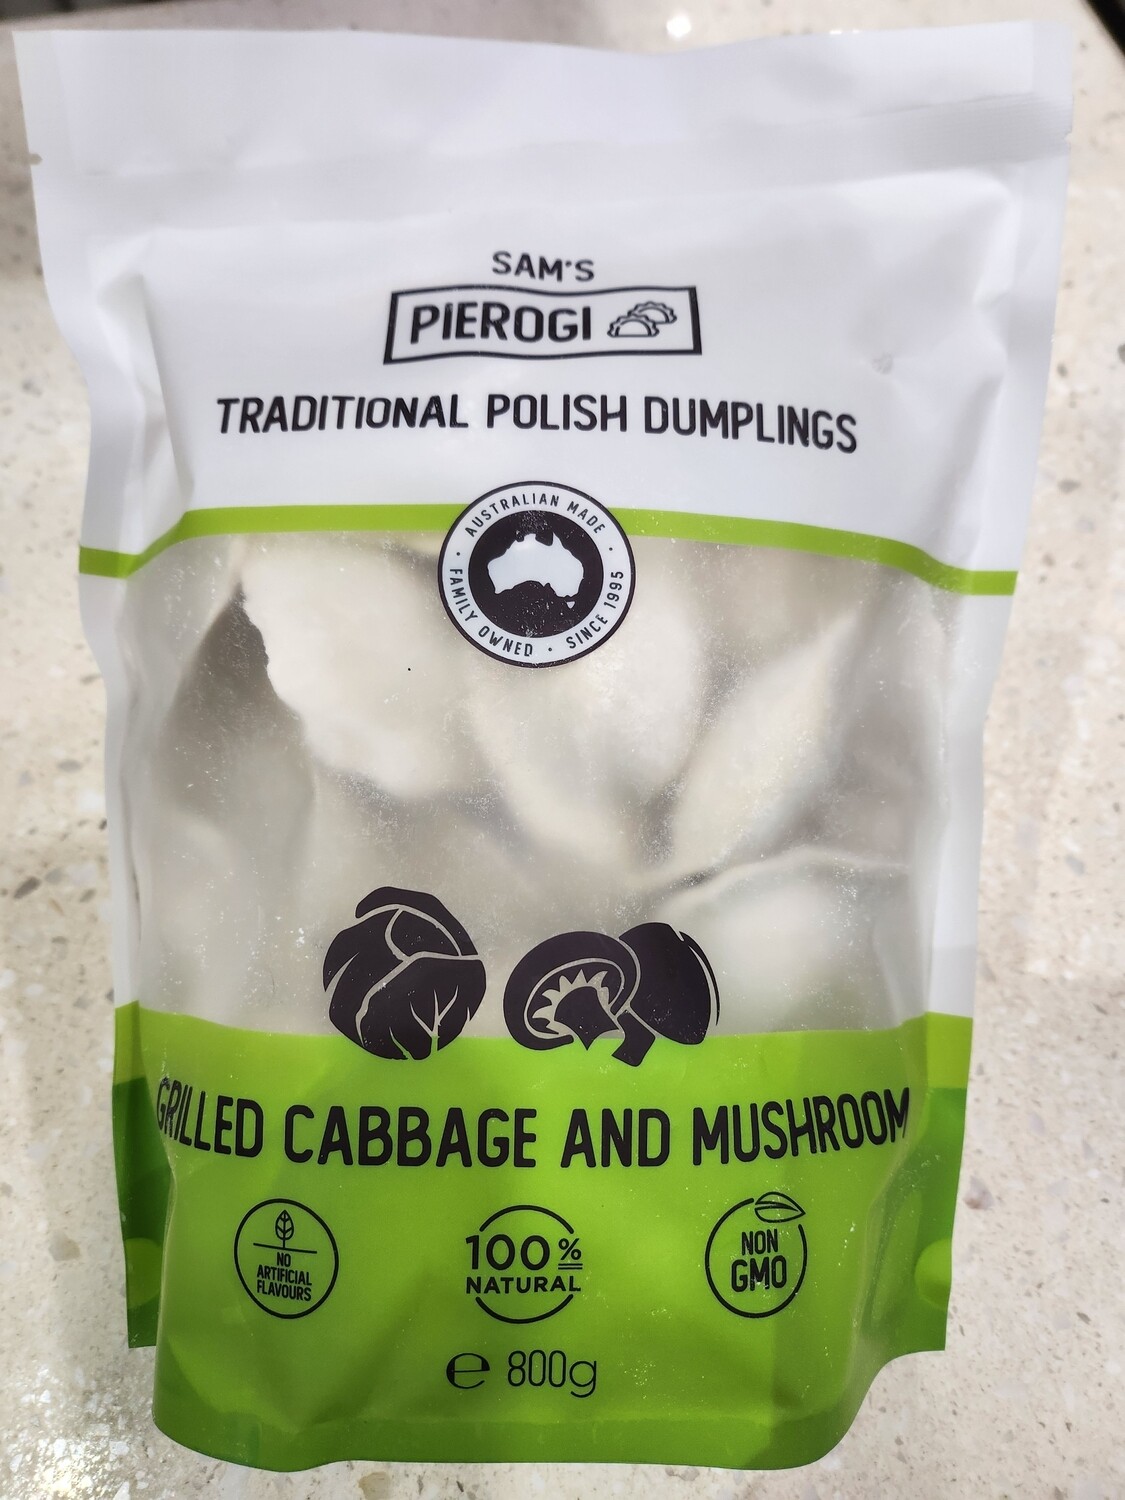 SAM'S
PIEROGI
TRADITIONAL POLISH DUMPLINGS
AUSTRALIAN MADE
FAMILY OWNED · SINCE 1995
GRILLED CABBAGE AND MUSHROOM
NO
ARTIFICIAL
FLAVOURS
100%
NATURAL
NON
GMO
℮ 800g